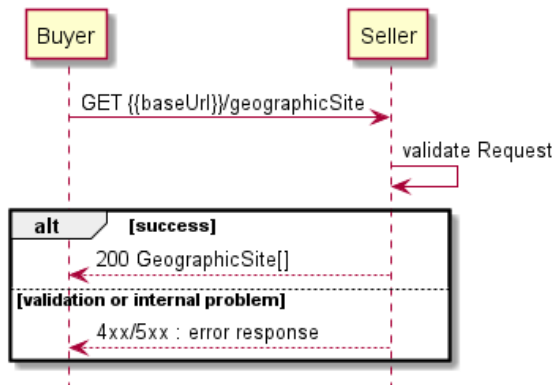 Buyer Seller
GET {{baseUrl}}/geographicSite
validate Request
alt [success]
200 GeographicSite[]
[validation or internal problem]
4xx/5xx : error response